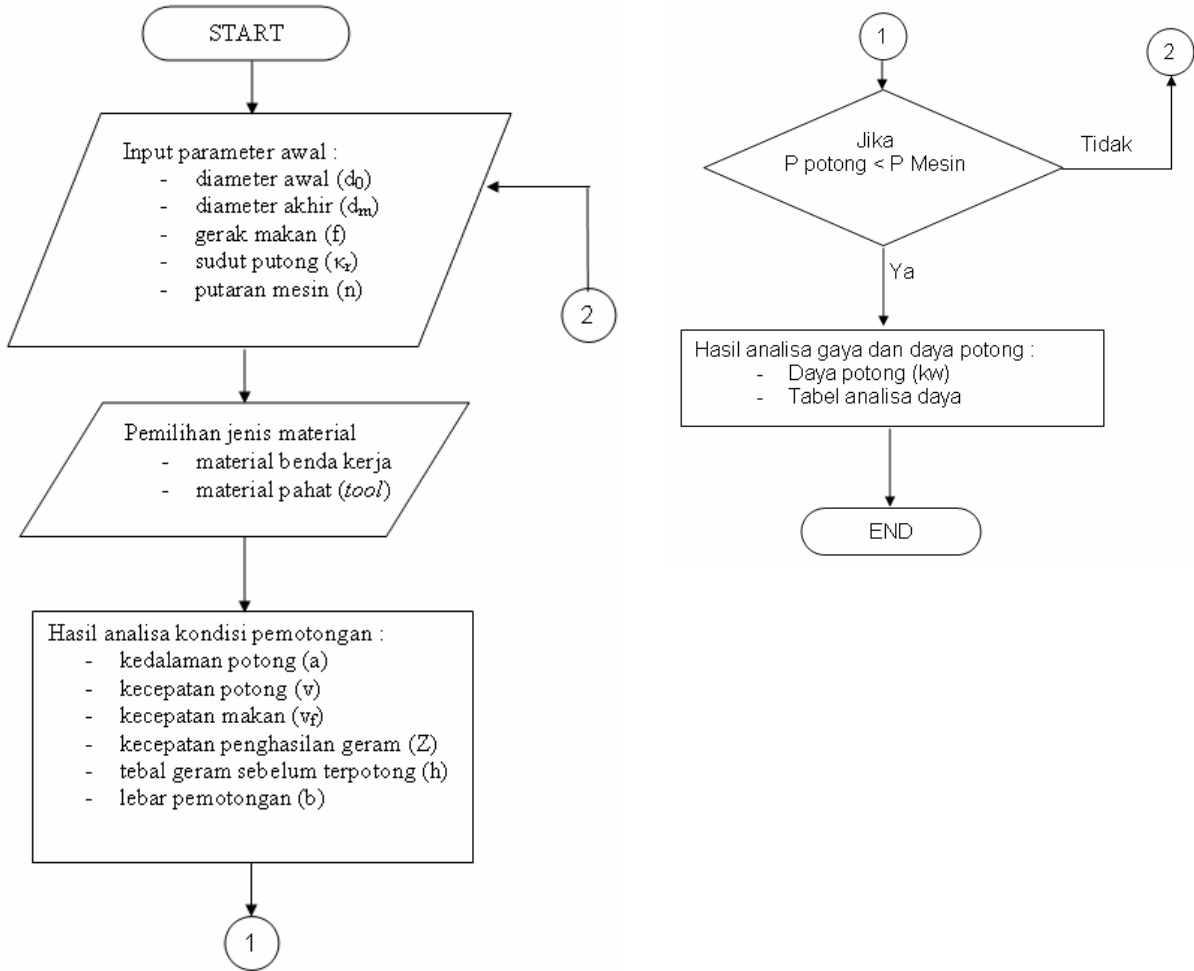 START
Input parameter awal :
- diameter awal (d0)
- diameter akhir (dm)
- gerak makan (f)
- sudut putong (κr)
- putaran mesin (n)
2
Pemilihan jenis material
- material benda kerja
- material pahat (tool)
Hasil analisa kondisi pemotongan :
- kedalaman potong (a)
- kecepatan potong (v)
- kecepatan makan (vf)
- kecepatan penghasilan geram (Z)
- tebal geram sebelum terpotong (h)
- lebar pemotongan (b)
1
1
2
Jika
P potong < P Mesin
Tidak
Ya
Hasil analisa gaya dan daya potong :
- Daya potong (kw)
- Tabel analisa daya
END